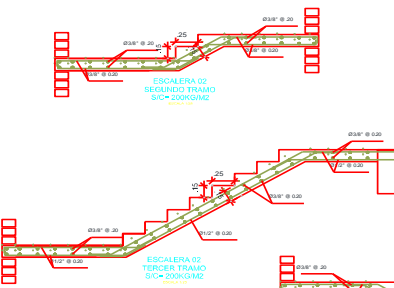 Ø3/8" @ .20
.25
Ø3/8" @ .20
.15
Ø3/8" @ 0.20
Ø3/8" @ 0.20
ESCALERA 02
SEGUNDO TRAMO
S/C= 200KG/M2
Ø3/8" @ 0.20
.25
.15
Ø3/8" @ 0.20
Ø3/8" @ .20
Ø1/2" @ 0.20
Ø1/2" @ 0.20
ESCALERA 02
TERCER TRAMO
S/C= 200KG/M2
Ø3/8" @ .20
Ø3/8" @ 0.20